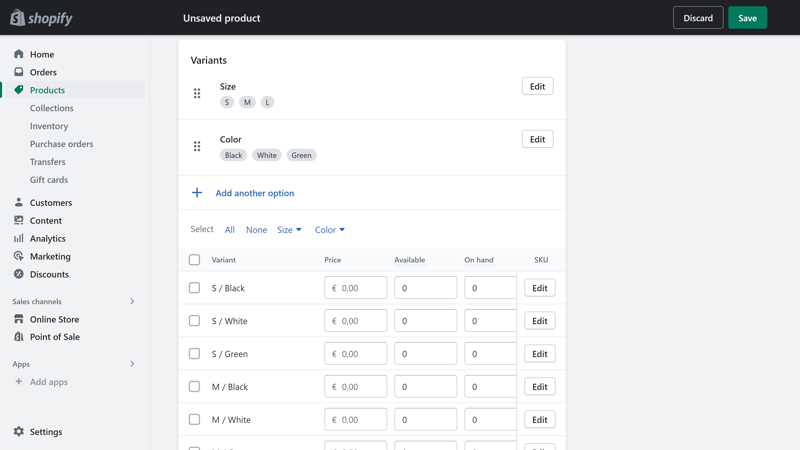 shopify
Unsaved product
Discard
Save
Home
Orders
Products
Collections
Inventory
Purchase orders
Transfers
Gift cards
Customers
Content
Analytics
Marketing
Discounts
Sales channels
Online Store
Point of Sale
Apps
Add apps
Settings
Variants
Size
Edit
S M L
Color
Edit
Black White Green
Add another option
Select All None Size Color
Variant Price Available On hand SKU
S / Black € 0,00 0 0 Edit
S / White € 0,00 0 0 Edit
S / Green € 0,00 0 0 Edit
M / Black € 0,00 0 0 Edit
M / White € 0,00 0 0 Edit